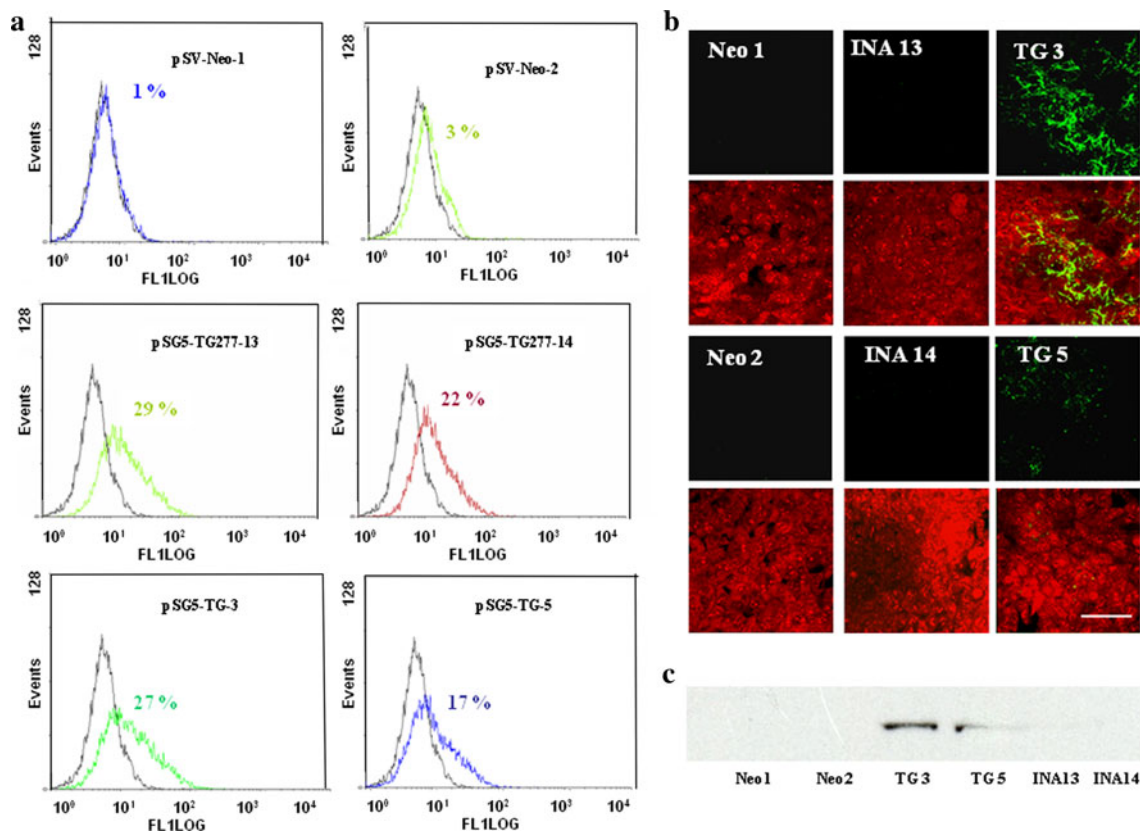 a
128
pSV-Neo-1
1 %
Events
10⁰ 10¹ 10² 10³ 10⁴
FL1LOG
128
pSV-Neo-2
3 %
Events
10⁰ 10¹ 10² 10³ 10⁴
FL1LOG
128
pSG5-TG277-13
29 %
Events
10⁰ 10¹ 10² 10³ 10⁴
FL1LOG
128
pSG5-TG277-14
22 %
Events
10⁰ 10¹ 10² 10³ 10⁴
FL1LOG
128
pSG5-TG-3
27 %
Events
10⁰ 10¹ 10² 10³ 10⁴
FL1LOG
128
pSG5-TG-5
17 %
Events
10⁰ 10¹ 10² 10³ 10⁴
FL1LOG
b
Neo 1 INA 13 TG 3
Neo 2 INA 14 TG 5
c
Neo1 Neo2 TG 3 TG 5 INA13 INA14